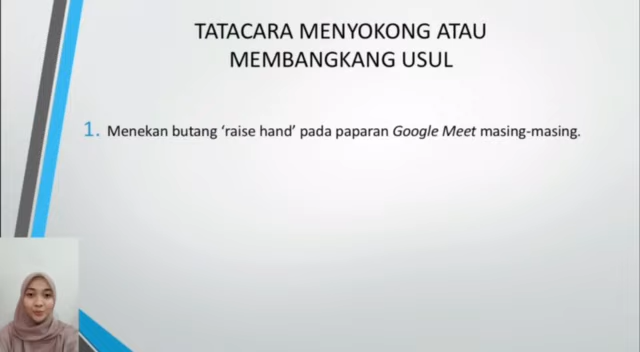 TATACARA MENYOKONG ATAU
MEMBANGKANG USUL
1. Menekan butang ‘raise hand’ pada paparan Google Meet masing-masing.